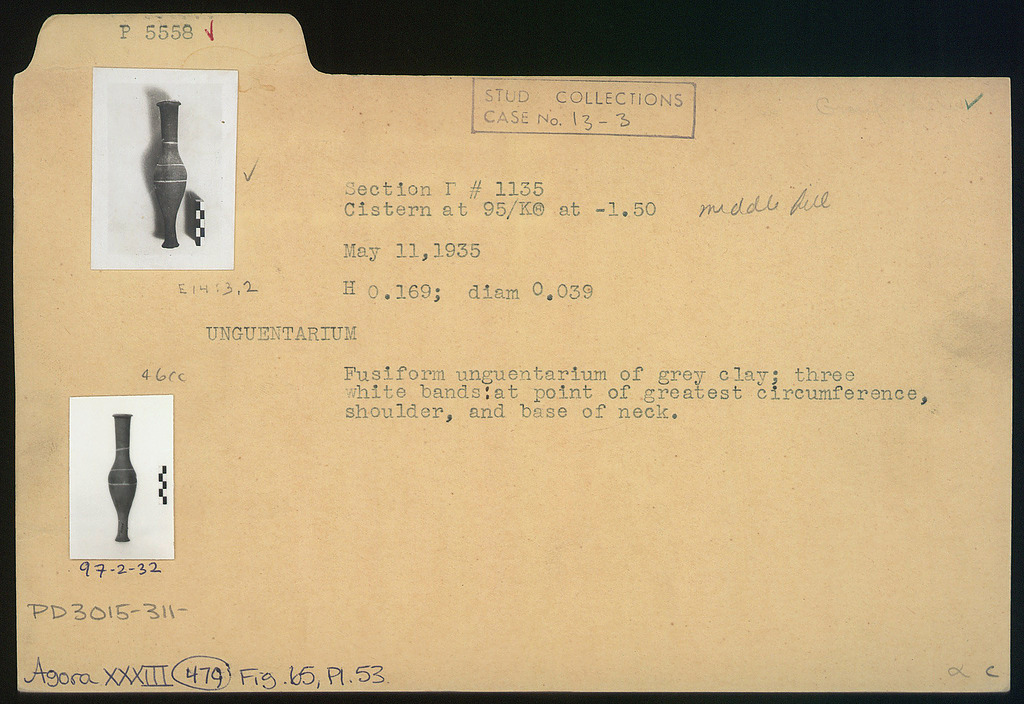 P 5558 ✓
STUD COLLECTIONS
CASE No. 13-3
Section Γ # 1135
Cistern at 95/KΘ at -1.50 middle fill
May 11,1935
E14:3,2
H 0.169; diam 0.039
UNGUENTARIUM
46cc
Fusiform unguentarium of grey clay; three
white bands:at point of greatest circumference,
shoulder, and base of neck.
97-2-32
PD3015-311-
Agora XXXIII 479 Fig. 65, Pl. 53
α c